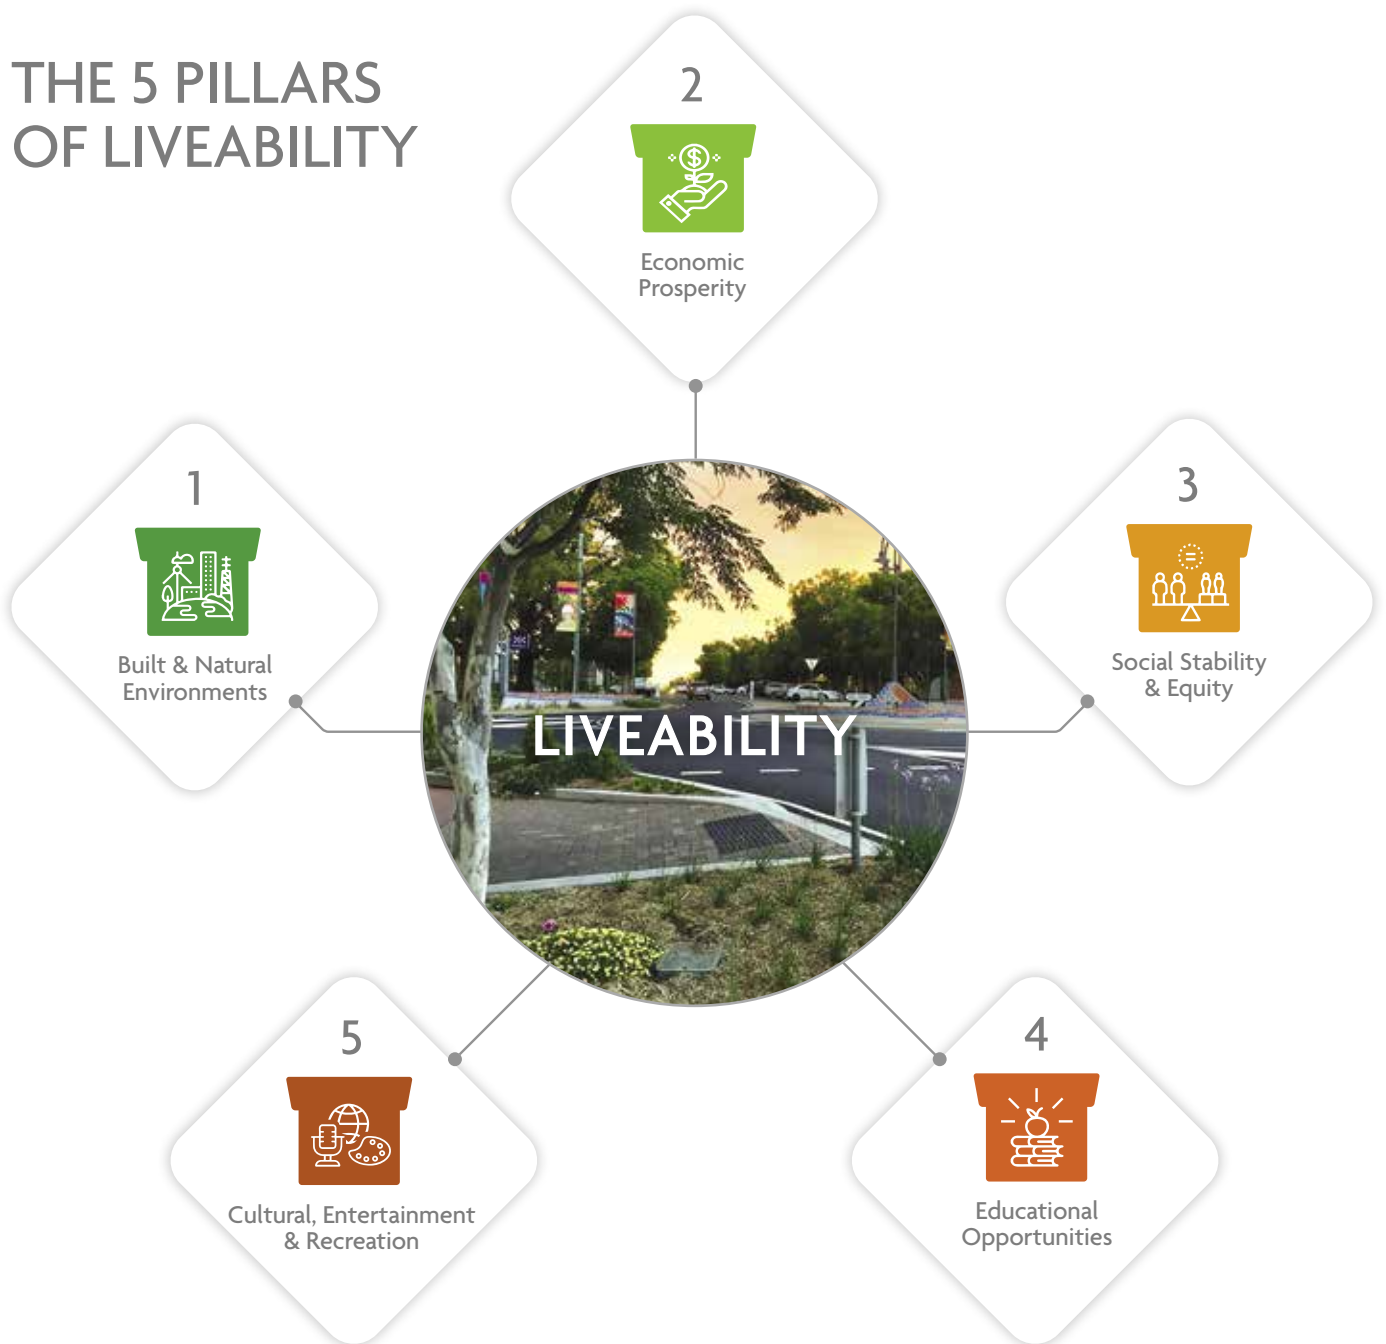 THE 5 PILLARS
OF LIVEABILITY
1
Built & Natural
Environments
2
$
Economic
Prosperity
3
=
Social Stability
& Equity
LIVEABILITY
4
Educational
Opportunities
5
Cultural, Entertainment
& Recreation